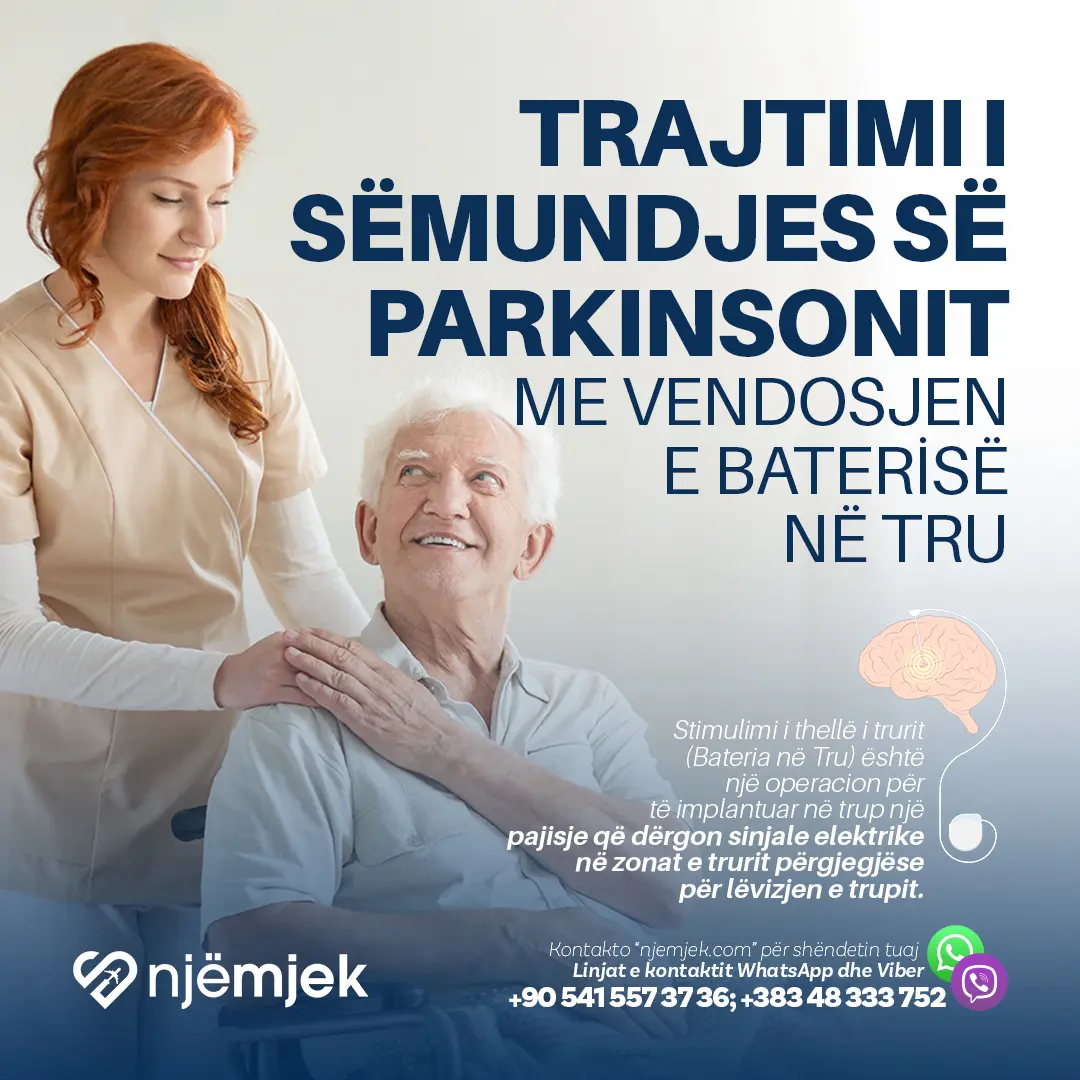 TRAJTIMI I
SËMUNDJES SË
PARKINSONIT
ME VENDOSJEN
E BATERİSË
NË TRU
Stimulimi i thellë i trurit
(Bateria në Tru) është
një operacion për
të implantuar në trup një
pajisje që dërgon sinjale elektrike
në zonat e trurit përgjegjëse
për lëvizjen e trupit.
njëmjek
Kontakto “njemjek.com” për shëndetin tuaj
Linjat e kontaktit WhatsApp dhe Viber
+90 541 557 37 36; +383 48 333 752